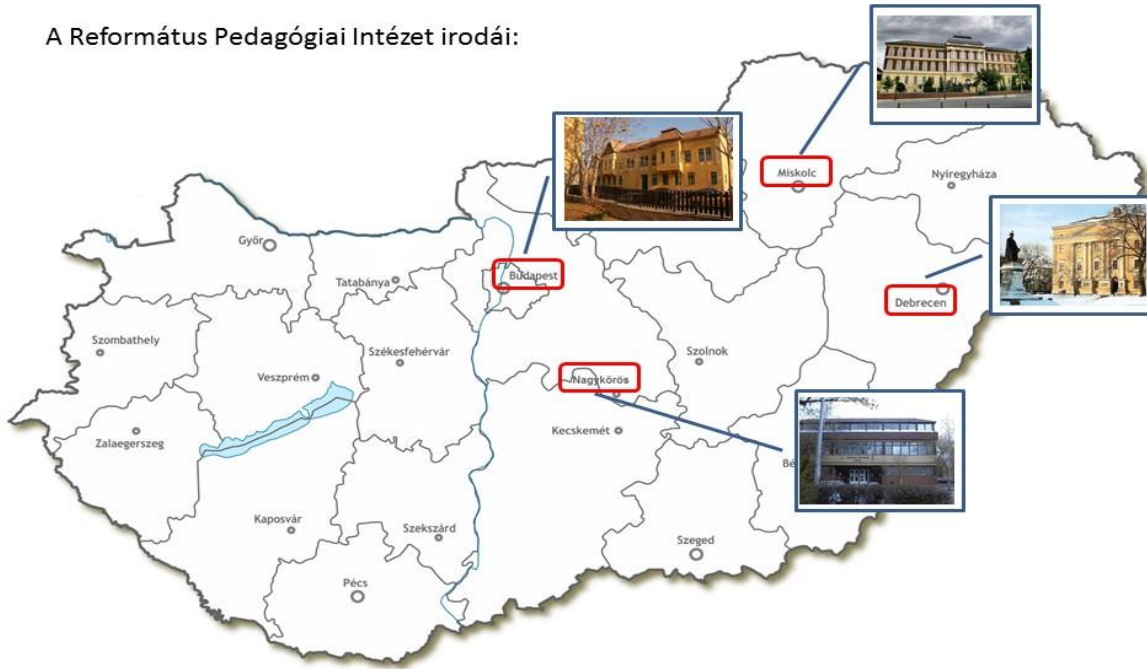 A Református Pedagógiai Intézet irodái:
Miskolc
Nyíregyháza
Győr
Tatabánya
Budapest
Debrecen
Szombathely
Székesfehérvár
Szolnok
Veszprém
Nagykőrös
Zalaegerszeg
Kecskemét
Bé
Kaposvár
Szekszárd
Szeged
Pécs